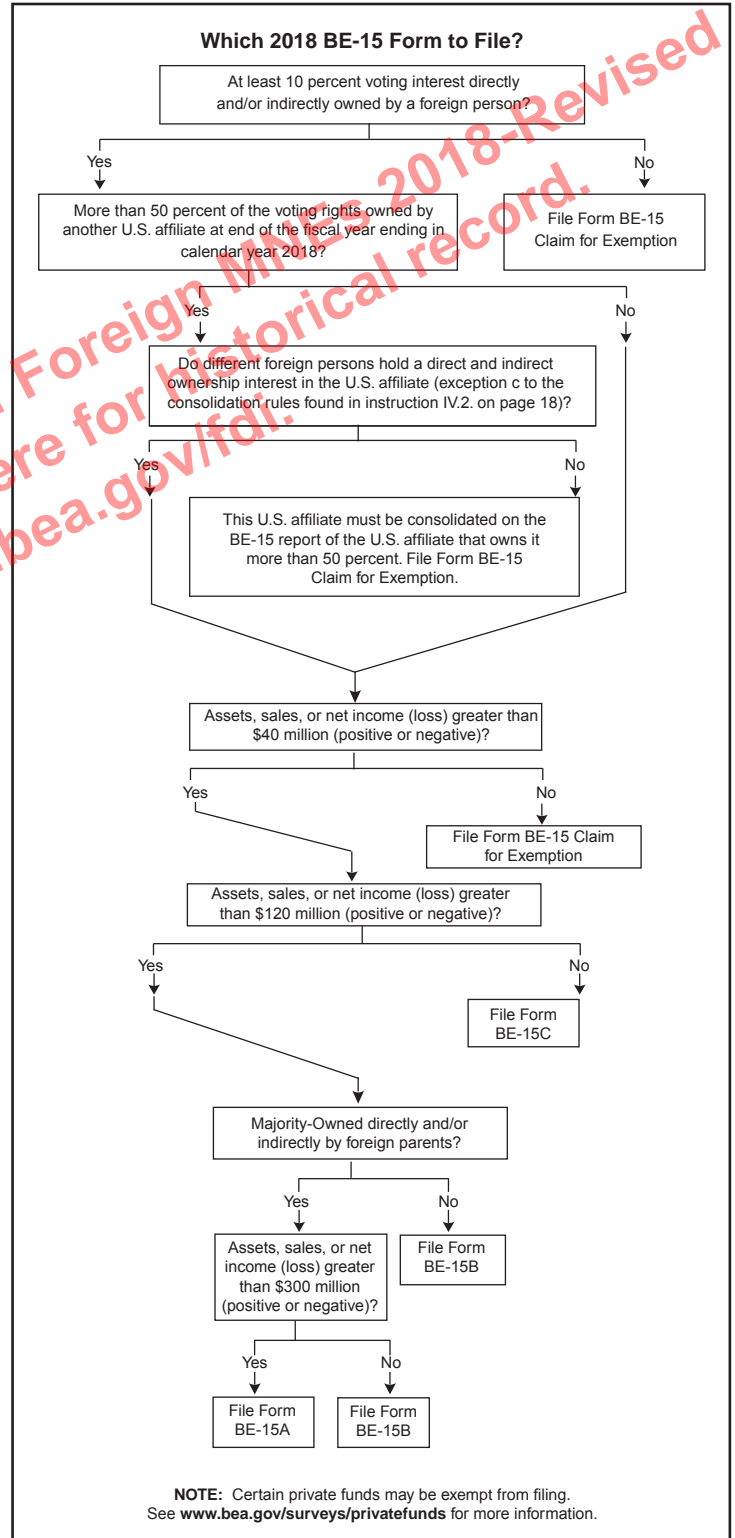 Which 2018 BE-15 Form to File?
At least 10 percent voting interest directly
and/or indirectly owned by a foreign person?
Yes
No
More than 50 percent of the voting rights owned by
another U.S. affiliate at end of the fiscal year ending in
calendar year 2018?
File Form BE-15
Claim for Exemption
Yes
No
Do different foreign persons hold a direct and indirect
ownership interest in the U.S. affiliate (exception c to the
consolidation rules found in instruction IV.2. on page 18)?
Yes
No
This U.S. affiliate must be consolidated on the
BE-15 report of the U.S. affiliate that owns it
more than 50 percent. File Form BE-15
Claim for Exemption.
Assets, sales, or net income (loss) greater than
$40 million (positive or negative)?
Yes
No
File Form BE-15 Claim
for Exemption
Assets, sales, or net income (loss) greater
than $120 million (positive or negative)?
Yes
No
File Form
BE-15C
Majority-Owned directly and/or
indirectly by foreign parents?
Yes
No
Assets, sales, or net
income (loss) greater
than $300 million
(positive or negative)?
File Form
BE-15B
Yes
No
File Form
BE-15A
File Form
BE-15B
NOTE: Certain private funds may be exempt from filing.
See www.bea.gov/surveys/privatefunds for more information.
Foreign MNEs 2018-Revised
ere for historical record.
bea.gov/fdi.